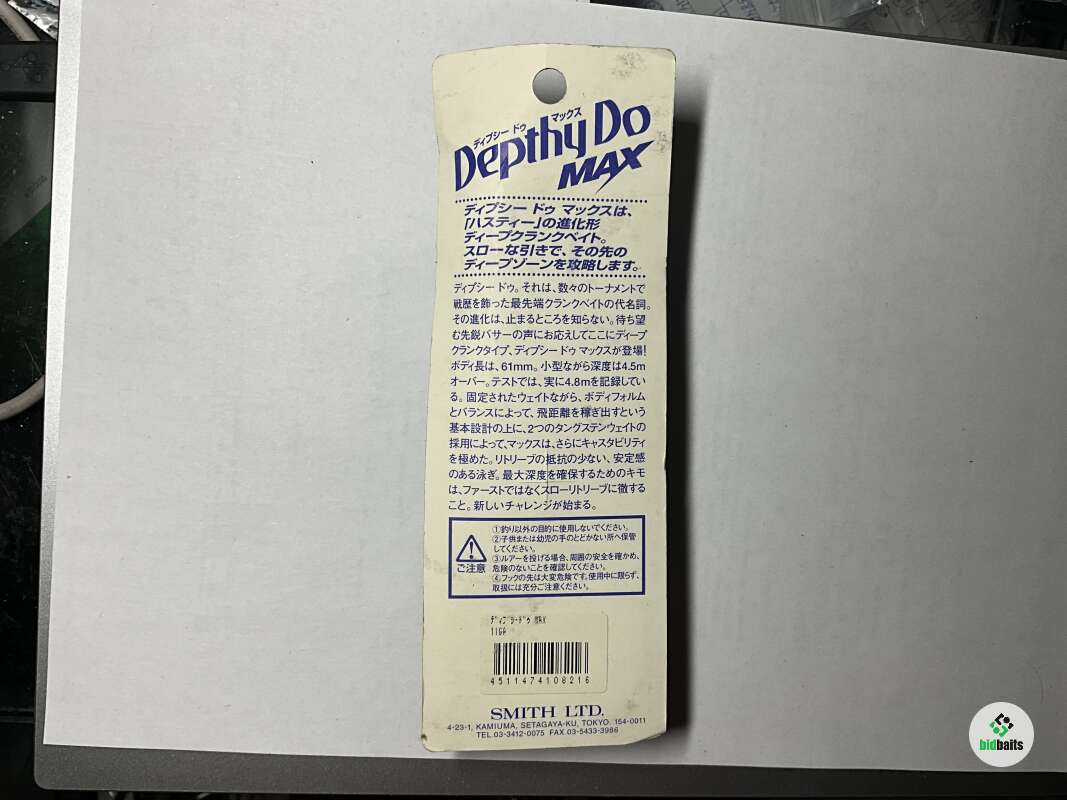 ディプシー ドゥ マックス
Depthy Do
MAX
ディプシー ドゥ マックスは、
「ハスティー」の進化形
ディープクランクベイト。
スローな引きで、その先の
ディープゾーンを攻略します。
ディプシー ドゥ。それは、数々のトーナメントで
戦歴を飾った最先端クランクベイトの代名詞。
その進化は、止まるところを知らない。待ち望
む先鋭バサーの声にお応えしてここにディープ
クランクタイプ、ディプシー ドゥ マックスが登場!
ボディ長は、61mm。小型ながら深度は4.5m
オーバー。テストでは、実に4.8mを記録してい
る。固定されたウェイトながら、ボディフォルム
とバランスによって、飛距離を稼ぎ出すという
基本設計の上に、2つのタングステンウェイトの
採用によって、マックスは、さらにキャスタビリティ
を極めた。リトリーブの抵抗の少ない、安定感
のある泳ぎ。最大深度を確保するためのキモ
は、ファーストではなくスローリトリーブに徹する
こと。新しいチャレンジが始まる。
ご注意
①釣り以外の目的に使用しないでください。
②子供または幼児の手のとどかない所へ保管
してください。
③ルアーを投げる場合、周囲の安全を確かめ、
危険のないことを確認してください。
④フックの先は大変危険です。使用中に限らず、
取扱には充分ご注意ください。
ディプシードゥ MAX
11GA
4511474108216
SMITH LTD.
4-23-1, KAMIUMA, SETAGAYA-KU, TOKYO. 154-0011
TEL.03-3412-0075 FAX.03-5433-3986
bidbaits